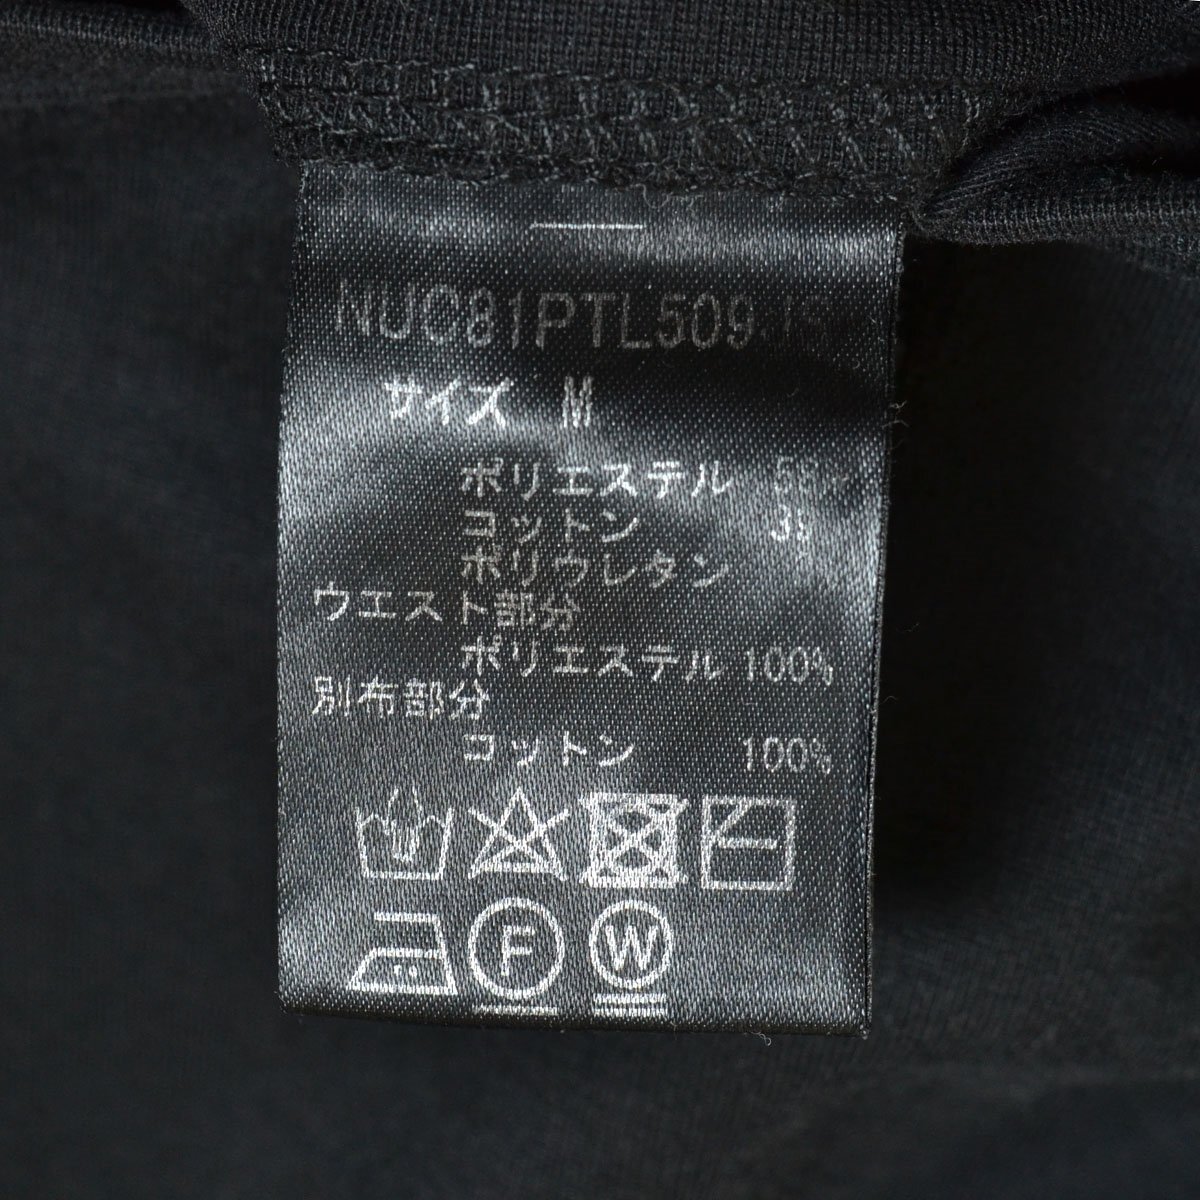 NUC81PTL509
サイズ M
ポリエステル
コットン
ポリウレタン
ウエスト部分
ポリエステル 100%
別布部分
コットン 100%
F W